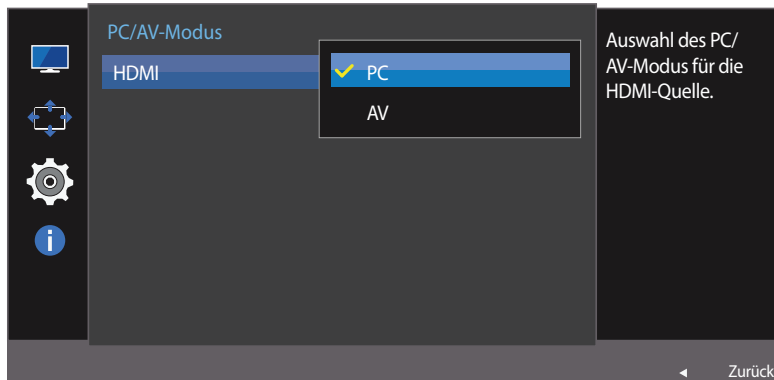 PC/AV-Modus
HDMI
PC
AV
Auswahl des PC/
AV-Modus für die
HDMI-Quelle.
Zurück